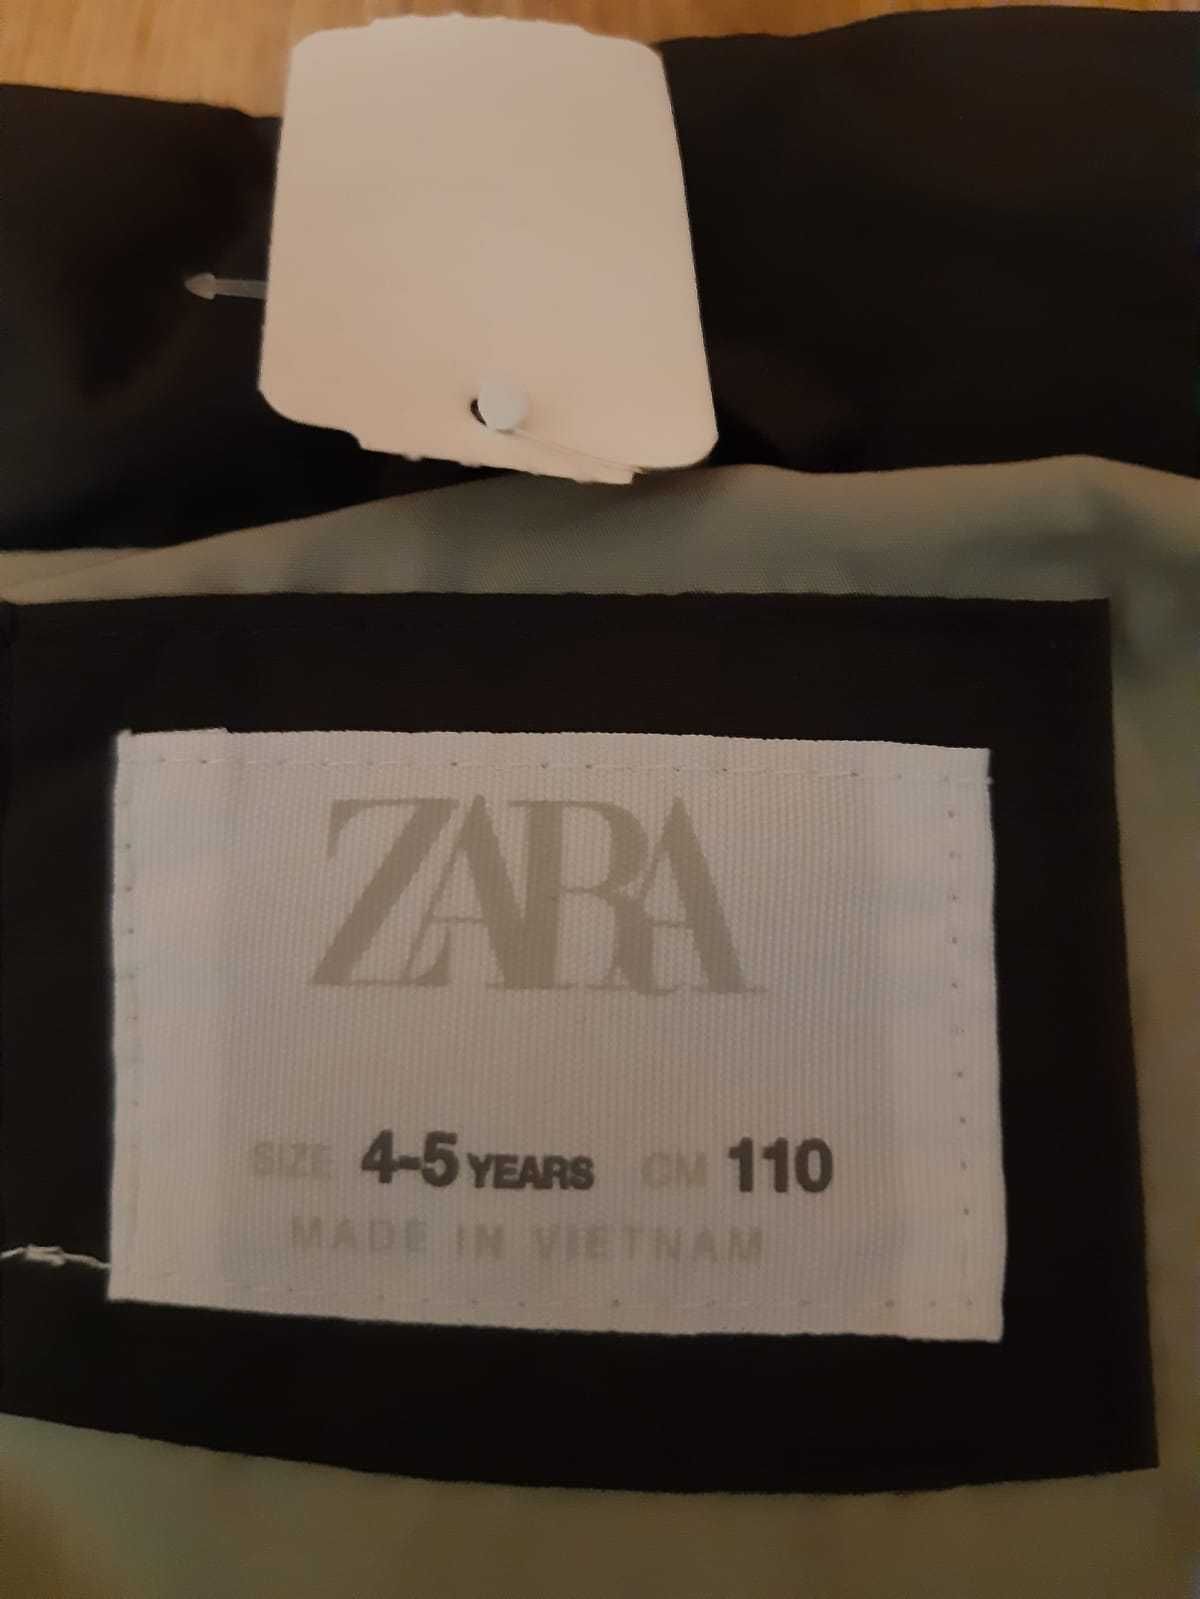 ZARA
SIZE 4-5 YEARS CM 110
MADE IN VIETNAM